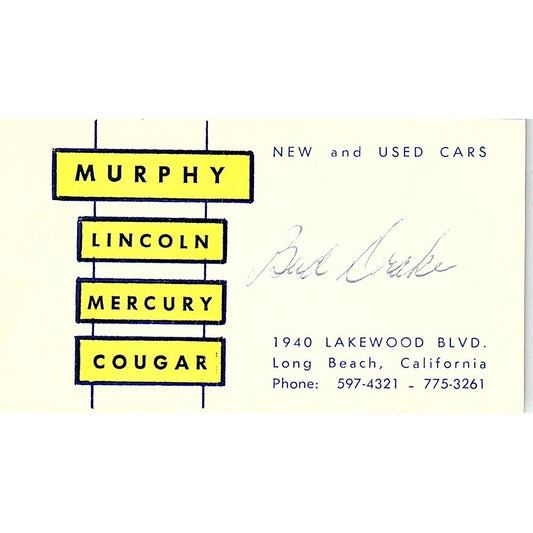 MURPHY
LINCOLN
MERCURY
COUGAR
NEW and USED CARS
Bud Drake
1940 LAKEWOOD BLVD.
Long Beach, California
Phone: 597-4321 - 775-3261